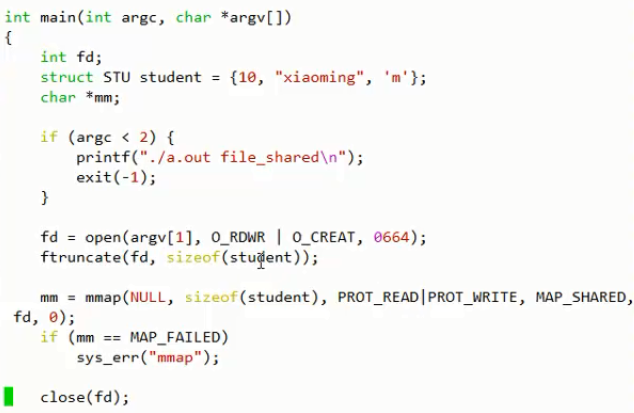 int main(int argc, char *argv[])
{
    int fd;
    struct STU student = {10, "xiaoming", 'm'};
    char *mm;

    if (argc < 2) {
        printf("./a.out file_shared\n");
        exit(-1);
    }

    fd = open(argv[1], O_RDWR | O_CREAT, 0664);
    ftruncate(fd, sizeof(student));

    mm = mmap(NULL, sizeof(student), PROT_READ|PROT_WRITE, MAP_SHARED,
 fd, 0);
    if (mm == MAP_FAILED)
        sys_err("mmap");

    close(fd);